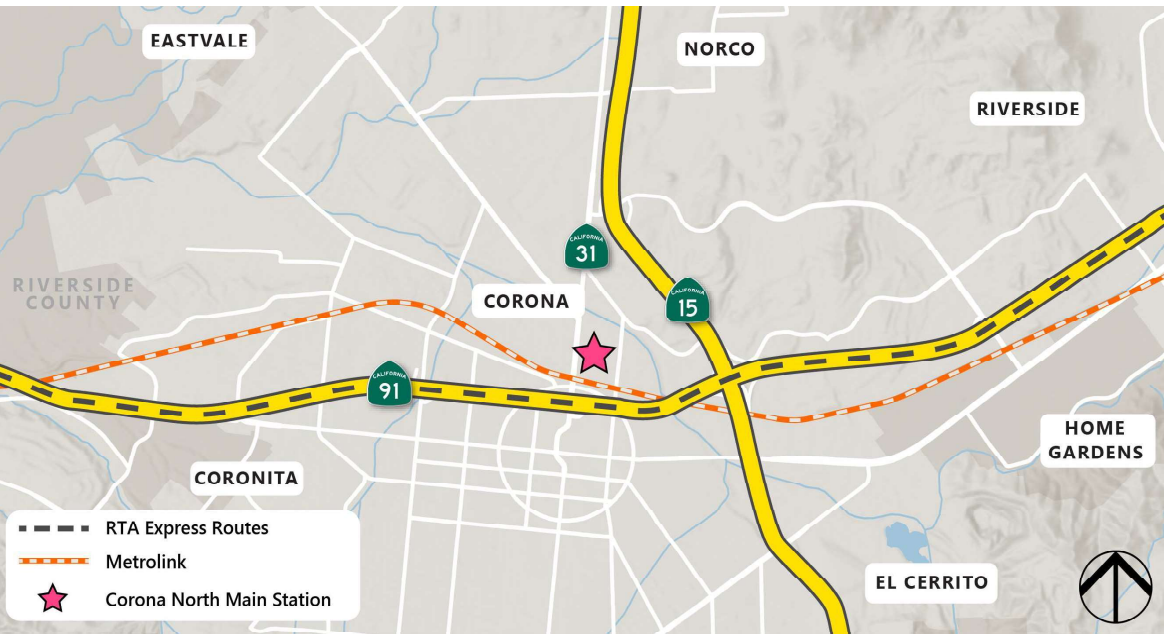 EASTVALE
NORCO
RIVERSIDE
CALIFORNIA
31
RIVERSIDE
COUNTY
CORONA
CALIFORNIA
15
CALIFORNIA
91
HOME
GARDENS
CORONITA
RTA Express Routes
Metrolink
Corona North Main Station
EL CERRITO